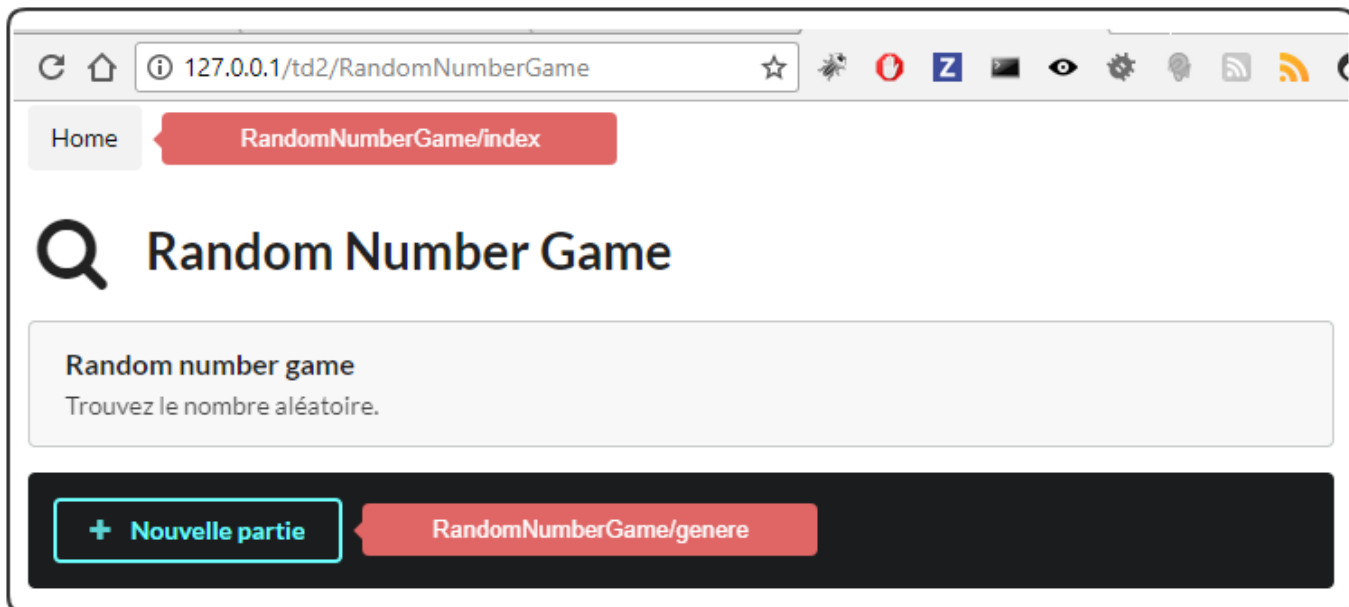 127.0.0.1/td2/RandomNumberGame
Z
Home
RandomNumberGame/index
Random Number Game
Random number game
Trouvez le nombre aléatoire.
+ Nouvelle partie
RandomNumberGame/genere